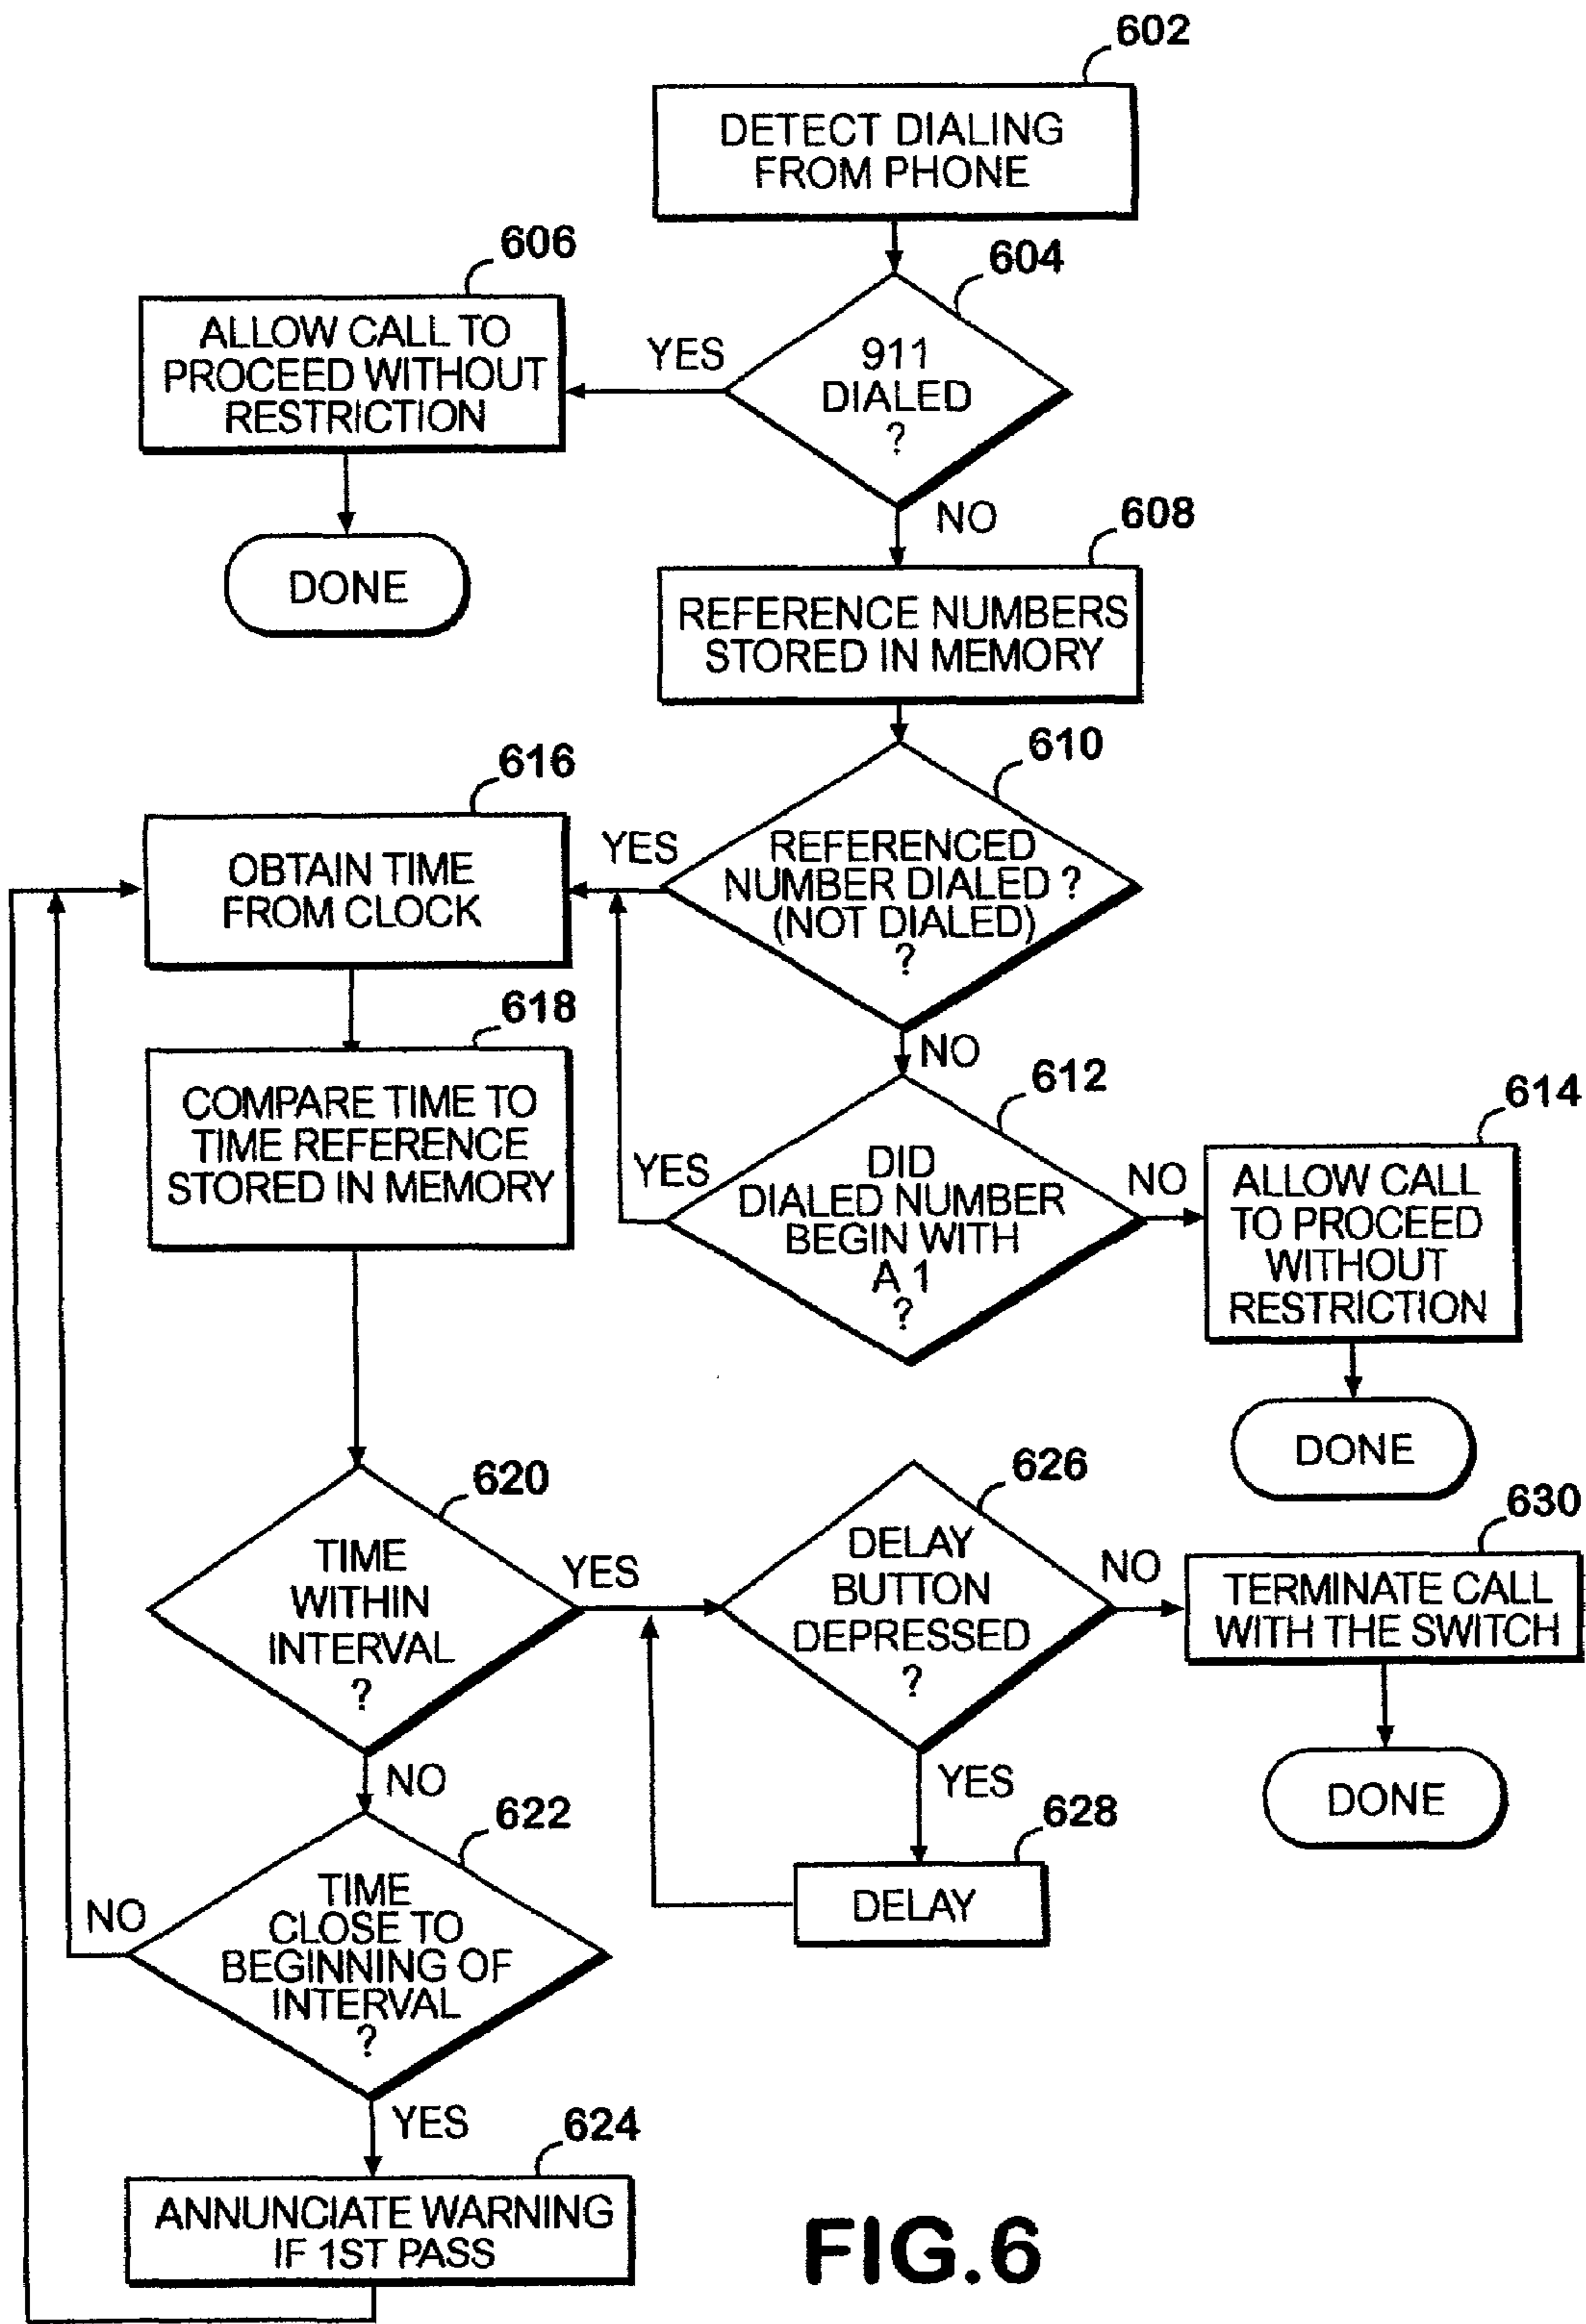 602
DETECT DIALING
FROM PHONE
604
911
DIALED
?
YES
606
ALLOW CALL TO
PROCEED WITHOUT
RESTRICTION
DONE
NO
608
REFERENCE NUMBERS
STORED IN MEMORY
610
REFERENCED
NUMBER DIALED ?
(NOT DIALED)
?
YES
616
OBTAIN TIME
FROM CLOCK
NO
612
DID
DIALED NUMBER
BEGIN WITH
A 1
?
YES
NO
614
ALLOW CALL
TO PROCEED
WITHOUT
RESTRICTION
DONE
618
COMPARE TIME TO
TIME REFERENCE
STORED IN MEMORY
620
TIME
WITHIN
INTERVAL
?
YES
626
DELAY
BUTTON
DEPRESSED
?
NO
630
TERMINATE CALL
WITH THE SWITCH
DONE
YES
628
DELAY
NO
622
TIME
CLOSE TO
BEGINNING OF
INTERVAL
?
NO
YES
624
ANNUNCIATE WARNING
IF 1ST PASS
FIG.6